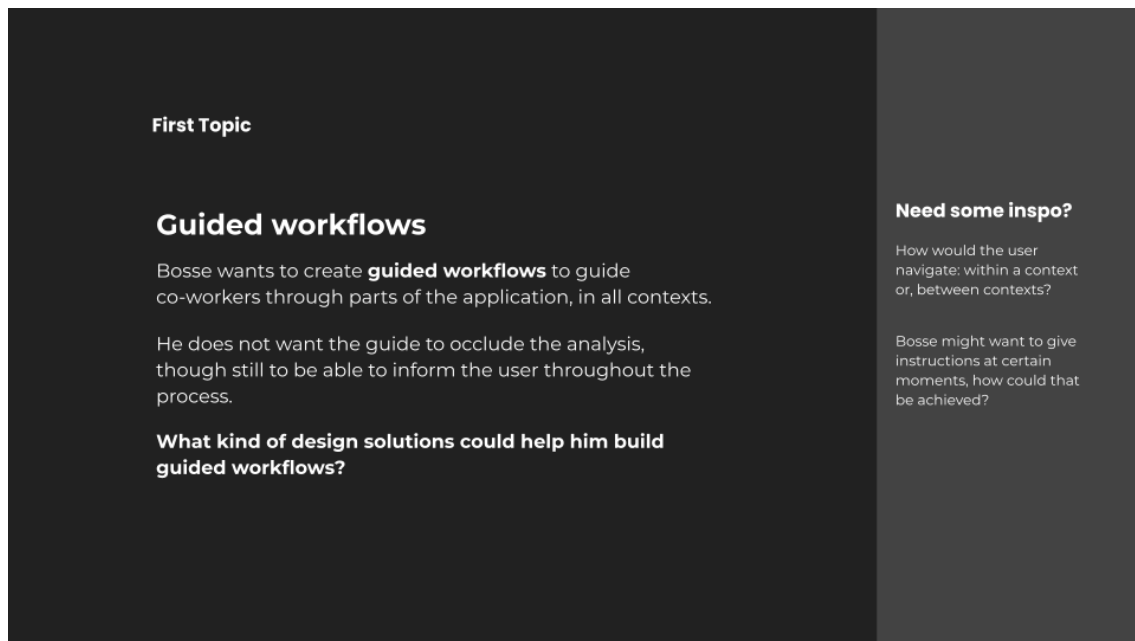 First Topic
Guided workflows
Bosse wants to create guided workflows to guide
co-workers through parts of the application, in all contexts.
He does not want the guide to occlude the analysis,
though still to be able to inform the user throughout the
process.
What kind of design solutions could help him build
guided workflows?
Need some inspo?
How would the user
navigate: within a context
or, between contexts?
Bosse might want to give
instructions at certain
moments, how could that
be achieved?